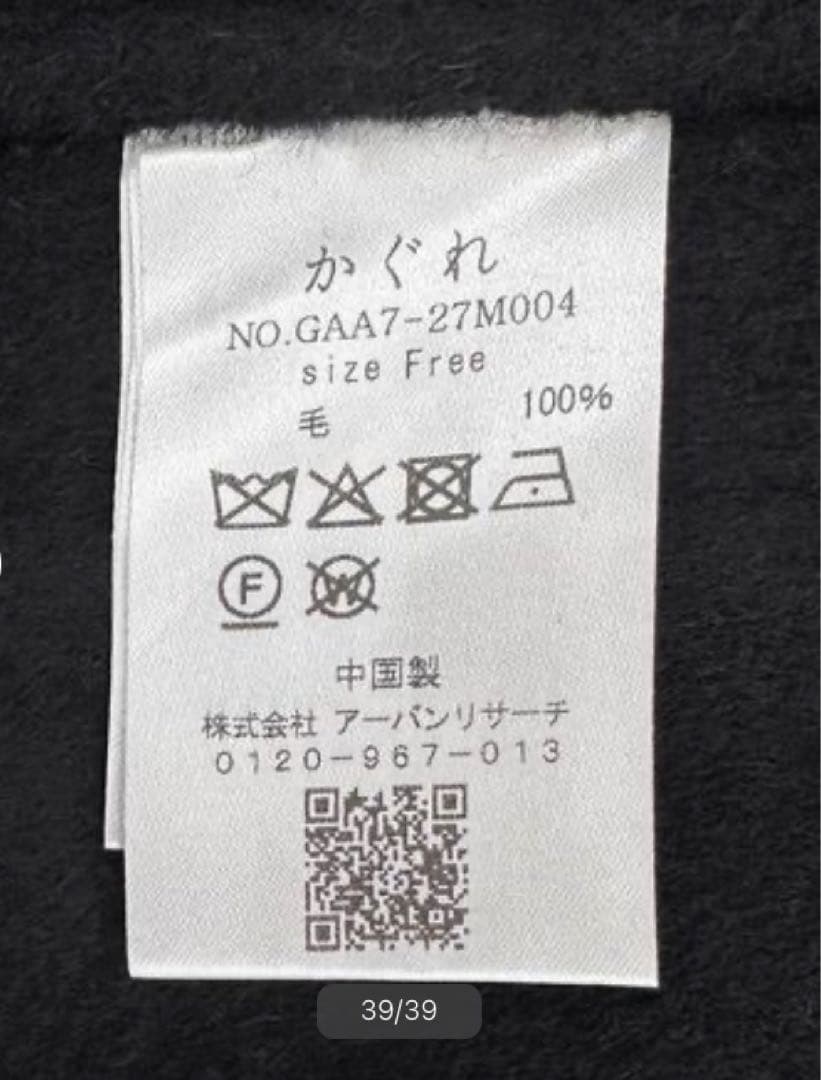 かぐれ
NO.GAA7-27M004
size Free
毛 100%
F W
中国製
株式会社 アーバンリサーチ
0120-967-013
39/39